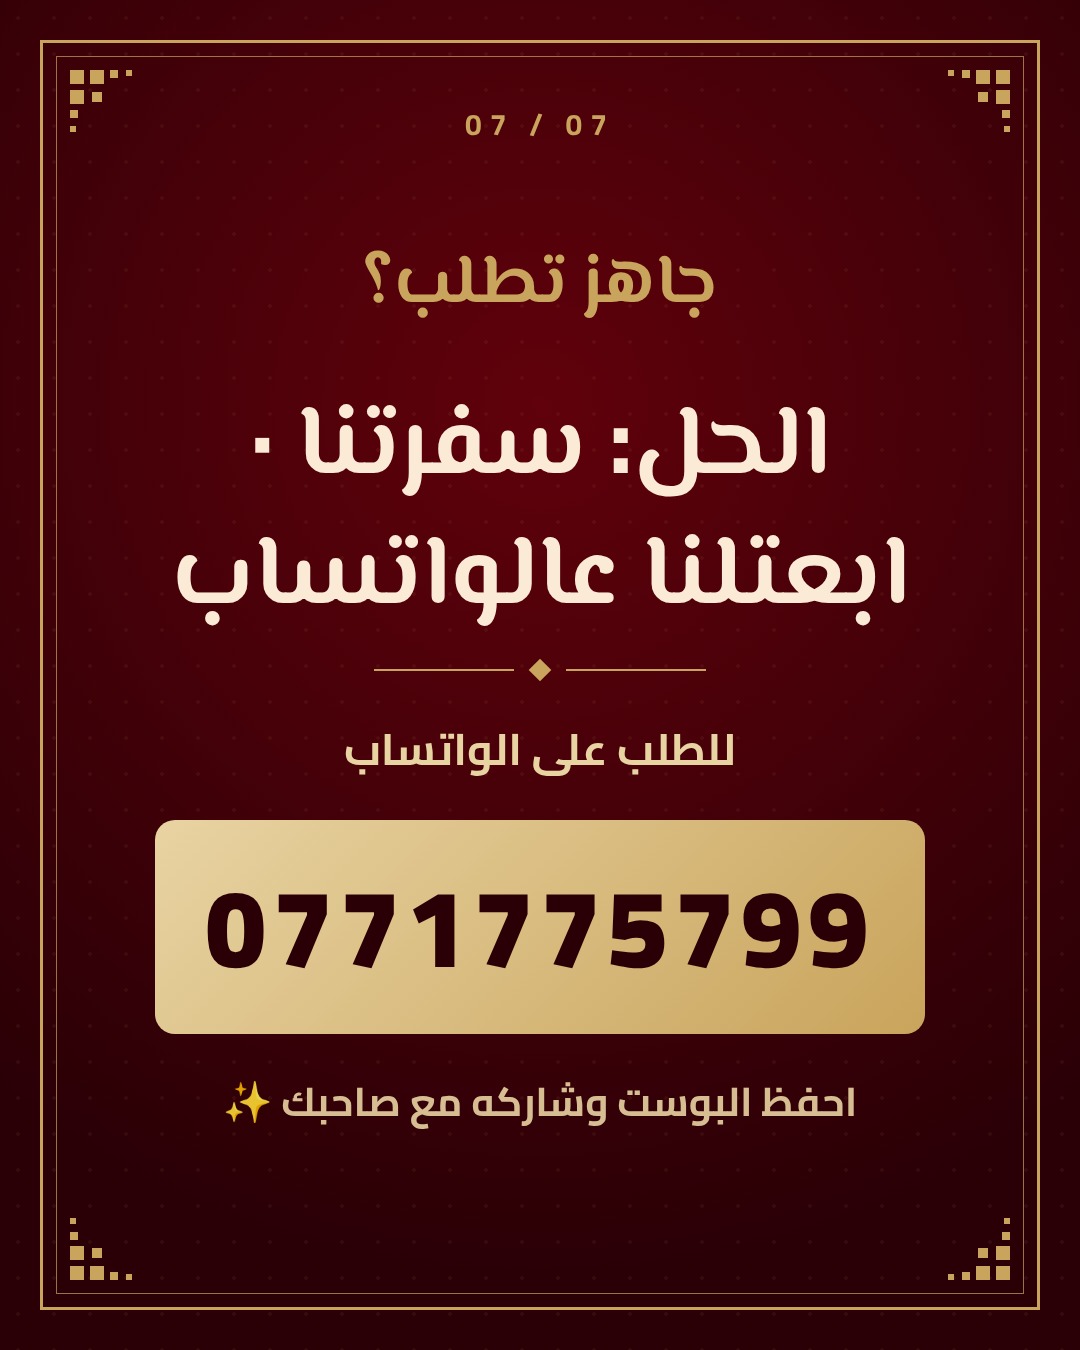 07 / 07
جاهز تطلب؟
الحل: سفرتنا ·
ابعتلنا عالواتساب
للطلب على الواتساب
0771775799
احفظ البوست وشاركه مع صاحبك ✨